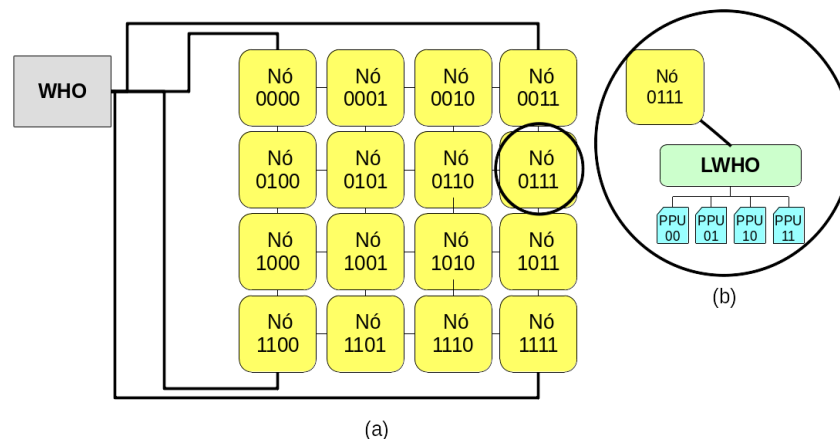 WHO
Nó
0000
Nó
0001
Nó
0010
Nó
0011
Nó
0100
Nó
0101
Nó
0110
Nó
0111
Nó
1000
Nó
1001
Nó
1010
Nó
1011
Nó
1100
Nó
1101
Nó
1110
Nó
1111
(a)
Nó
0111
LWHO
PPU
00
PPU
01
PPU
10
PPU
11
(b)